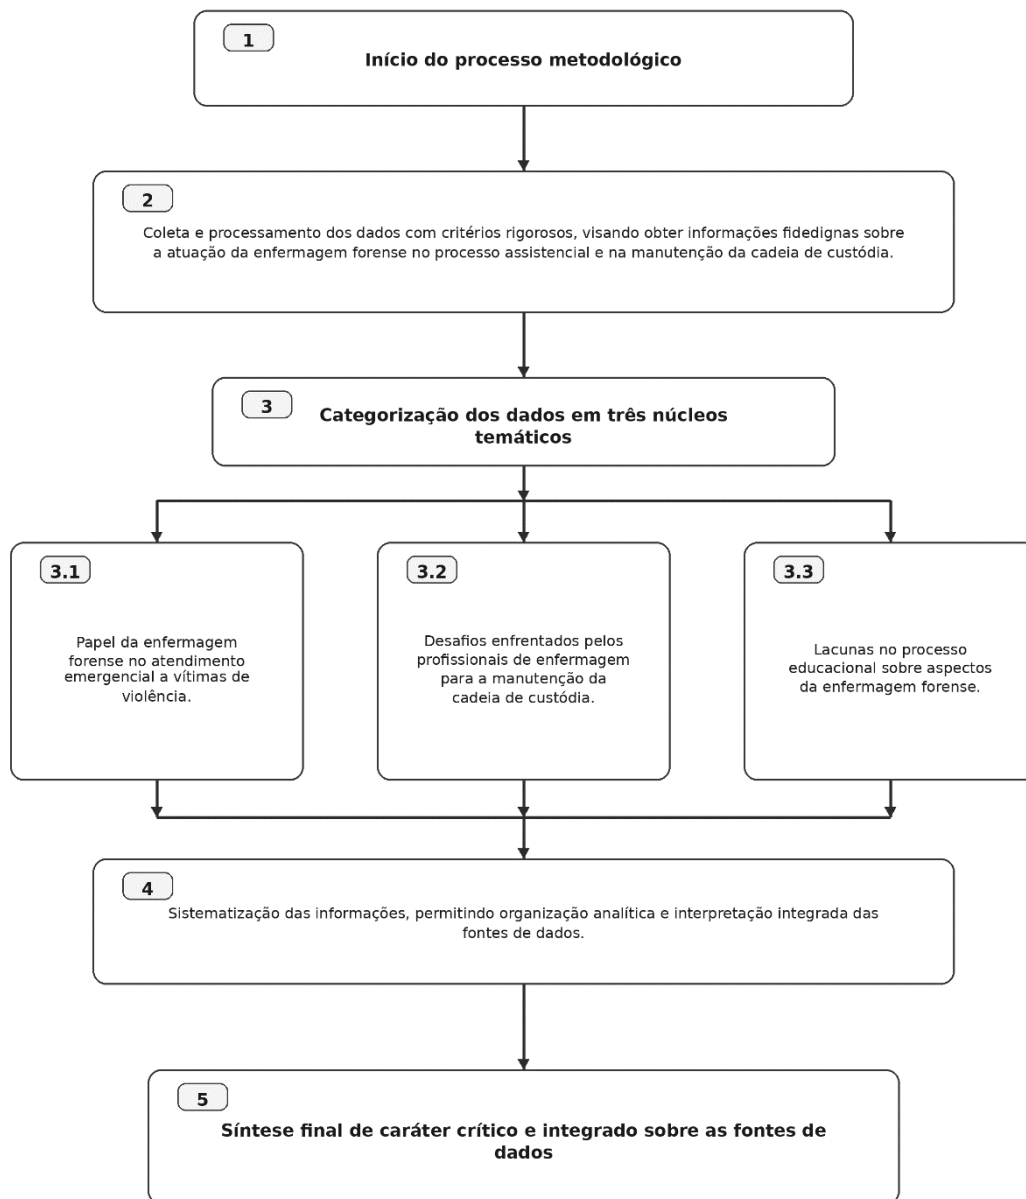 1
Início do processo metodológico
2
Coleta e processamento dos dados com critérios rigorosos, visando obter informações fidedignas sobre
a atuação da enfermagem forense no processo assistencial e na manutenção da cadeia de custódia.
3
Categorização dos dados em três núcleos
temáticos
3.1
Papel da enfermagem
forense no atendimento
emergencial a vítimas de
violência.
3.2
Desafios enfrentados pelos
profissionais de enfermagem
para a manutenção da
cadeia de custódia.
3.3
Lacunas no processo
educacional sobre aspectos
da enfermagem forense.
4
Sistematização das informações, permitindo organização analítica e interpretação integrada das
fontes de dados.
5
Síntese final de caráter crítico e integrado sobre as fontes de
dados